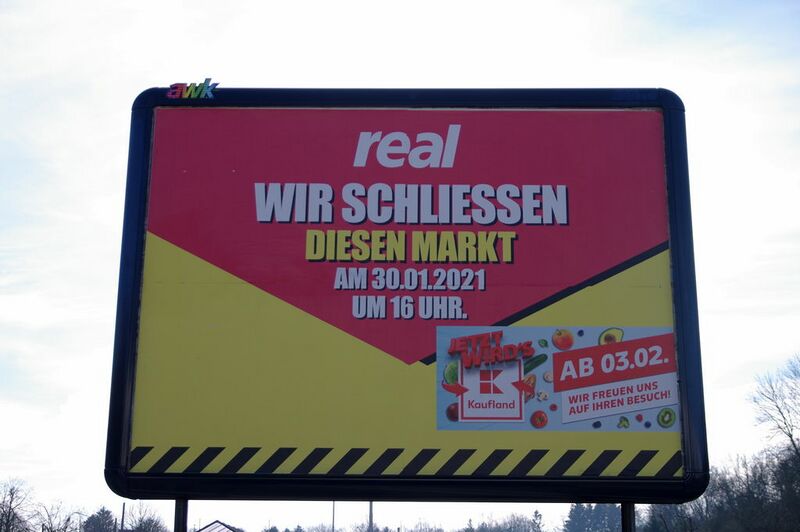 awk
real
WIR SCHLIESSEN
DIESEN MARKT
AM 30.01.2021
UM 16 UHR.
JETZT
WIRD'S
K
Kaufland
AB 03.02.
WIR FREUEN UNS
AUF IHREN BESUCH!